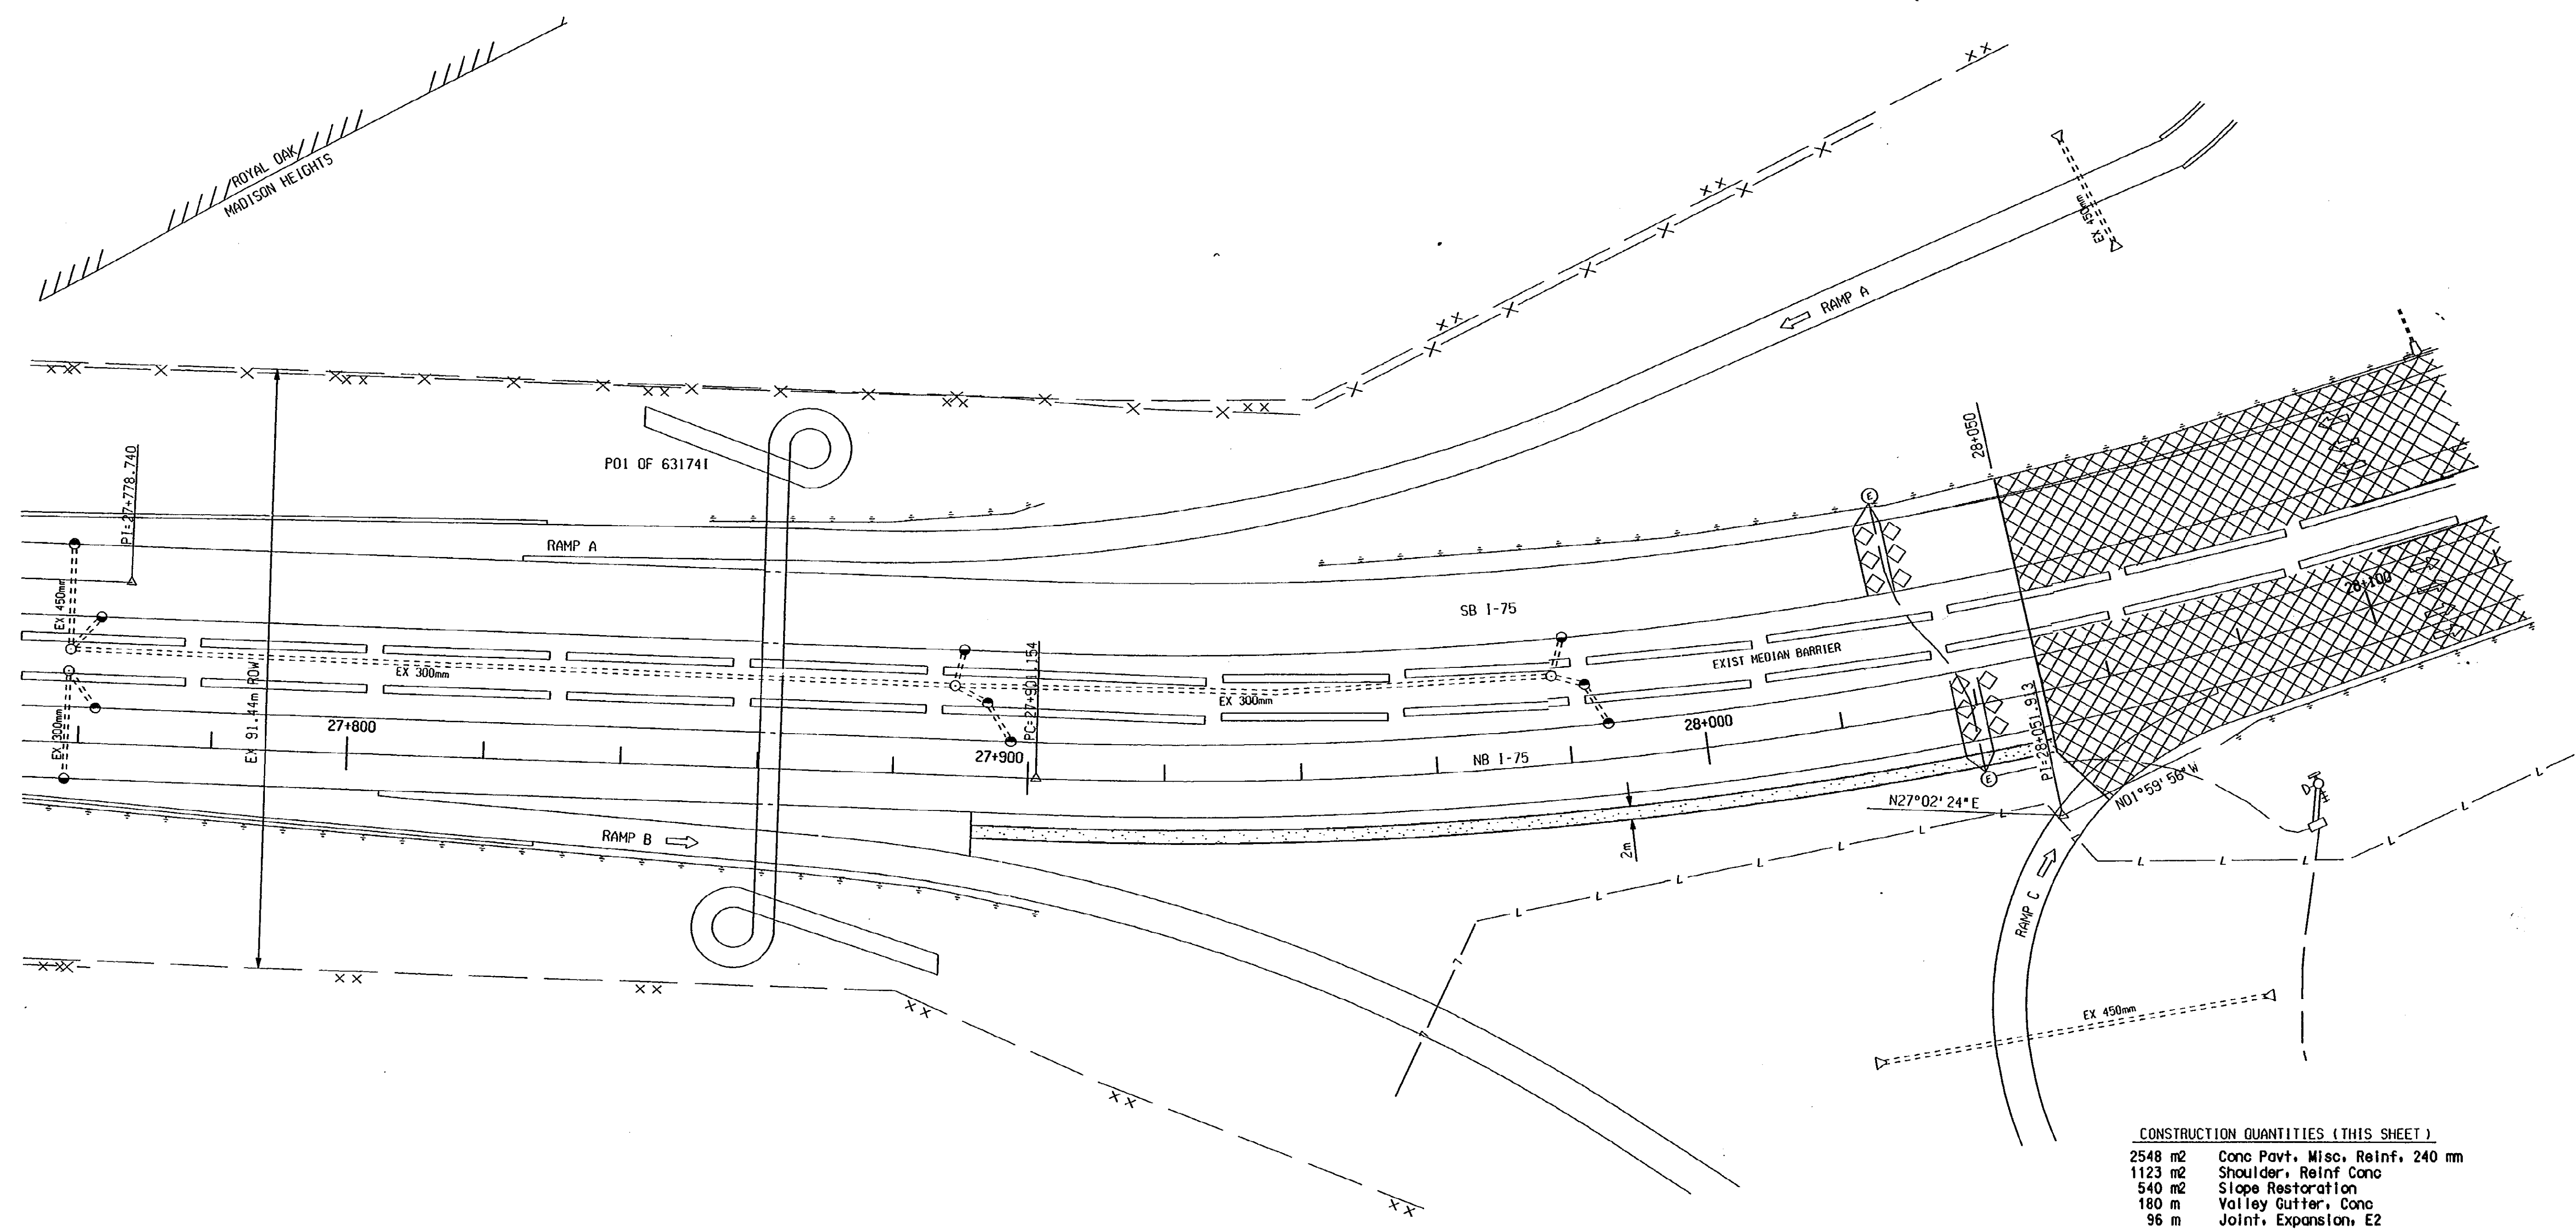 ROYAL OAK
MADISON HEIGHTS
EX 450mm
RAMP A
28+050
PI=27+778.740
P01 OF 63174I
RAMP A
EX 450mm
SB I-75
28+100
EXIST MEDIAN BARRIER
EX 300mm
EX 300mm
EX 300mm
EX 91.44m ROW
PC=27+901.154
PI=28+051.913
27+800
27+900
28+000
NB I-75
N27°02'24"E
N01°59'56"W
RAMP B
2m
RAMP C
EX 450mm
CONSTRUCTION QUANTITIES (THIS SHEET)
2548 m2 Conc Pavt, Misc, Reinf, 240 mm
1123 m2 Shoulder, Reinf Conc
540 m2 Slope Restoration
180 m Valley Gutter, Conc
96 m Joint, Expansion, E2
E
E